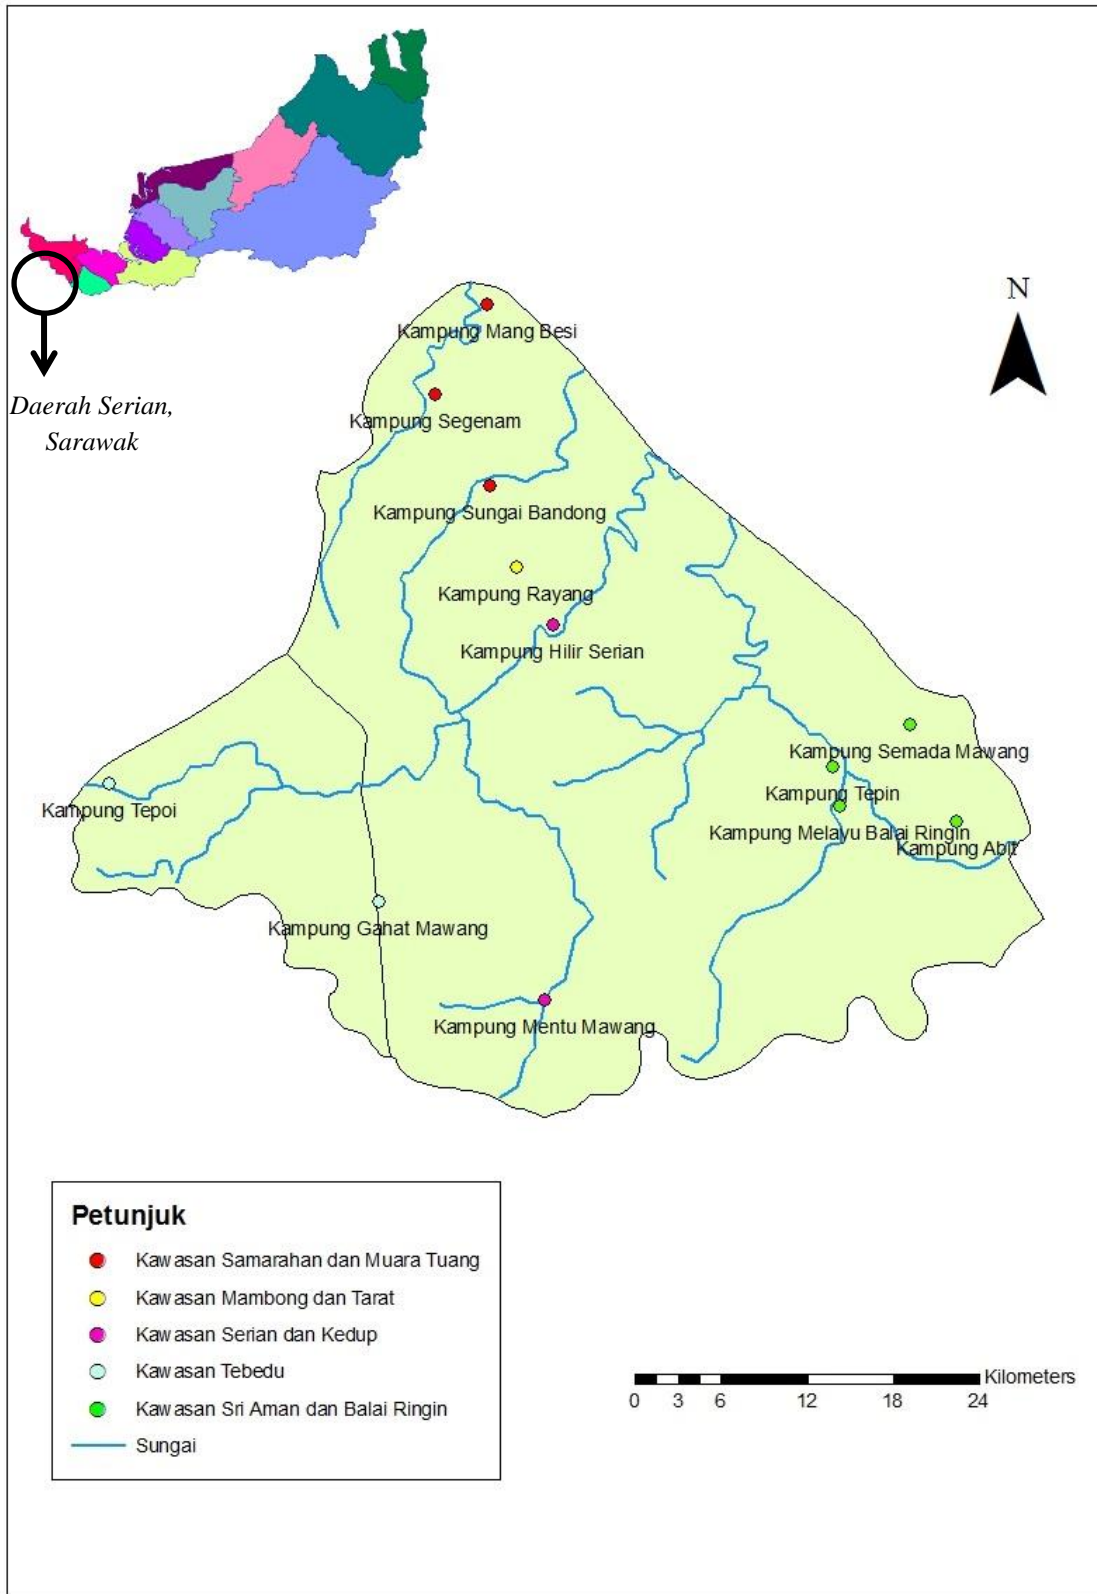 N
Kampung Mang Besi
Daerah Serian,
Sarawak
Kampung Segenam
Kampung Sungai Bandong
Kampung Rayang
Kampung Hilir Serian
Kampung Semada Mawang
Kampung Tepoi
Kampung Tepin
Kampung Melayu Balai Ringin
Kampung Abit
Kampung Gahat Mawang
Kampung Mentu Mawang
Petunjuk
Kawasan Samarahan dan Muara Tuang
Kawasan Mambong dan Tarat
Kawasan Serian dan Kedup
Kawasan Tebedu
Kawasan Sri Aman dan Balai Ringin
Sungai
Kilometers
0 3 6 12 18 24